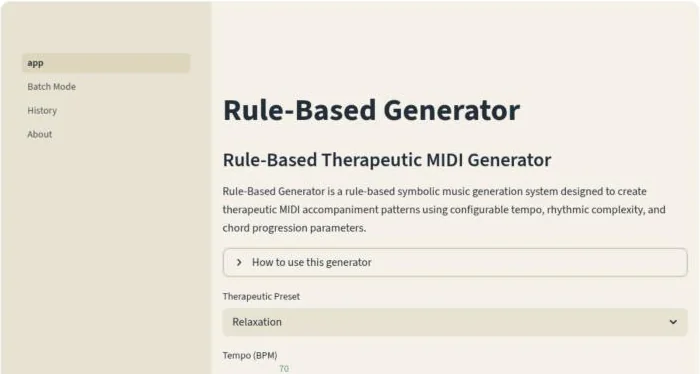 app
Batch Mode
History
About
Rule-Based Generator
Rule-Based Therapeutic MIDI Generator
Rule-Based Generator is a rule-based symbolic music generation system designed to create
therapeutic MIDI accompaniment patterns using configurable tempo, rhythmic complexity, and
chord progression parameters.
How to use this generator
Therapeutic Preset
Relaxation
Tempo (BPM)
70